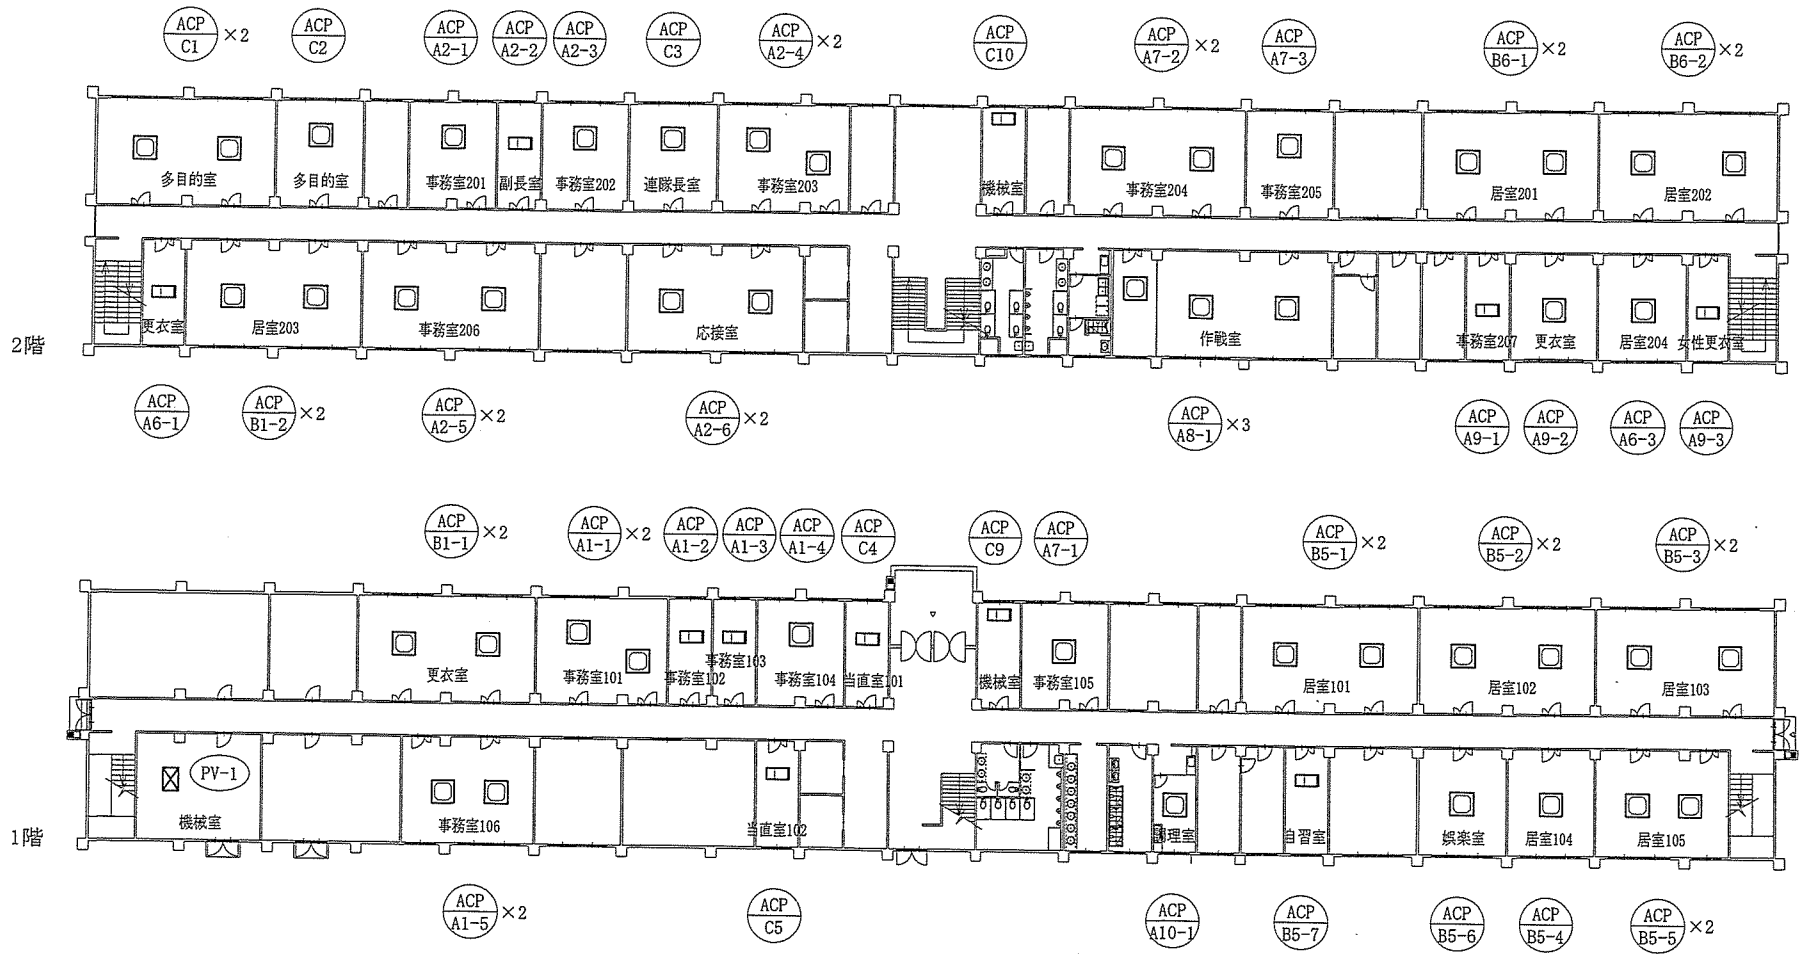 ACP
C1
×2
ACP
C2
ACP
A2-1
ACP
A2-2
ACP
A2-3
ACP
C3
ACP
A2-4
×2
ACP
C10
ACP
A7-2
×2
ACP
A7-3
ACP
B6-1
×2
ACP
B6-2
×2
多目的室
多目的室
事務室201
副長室
事務室202
連隊長室
事務室203
機械室
事務室204
事務室205
居室201
居室202
2階
更衣室
居室203
事務室206
応接室
作戦室
事務室207
更衣室
居室204
女性更衣室
ACP
A6-1
ACP
B1-2
×2
ACP
A2-5
×2
ACP
A2-6
×2
ACP
A8-1
×3
ACP
A9-1
ACP
A9-2
ACP
A6-3
ACP
A9-3
ACP
B1-1
×2
ACP
A1-1
×2
ACP
A1-2
ACP
A1-3
ACP
A1-4
ACP
C4
ACP
C9
ACP
A7-1
ACP
B5-1
×2
ACP
B5-2
×2
ACP
B5-3
×2
更衣室
事務室101
事務室102
事務室103
事務室104
当直室101
機械室
事務室105
居室101
居室102
居室103
1階
PV-1
機械室
事務室106
当直室102
調理室
自習室
娯楽室
居室104
居室105
ACP
A1-5
×2
ACP
C5
ACP
A10-1
ACP
B5-7
ACP
B5-6
ACP
B5-4
ACP
B5-5
×2